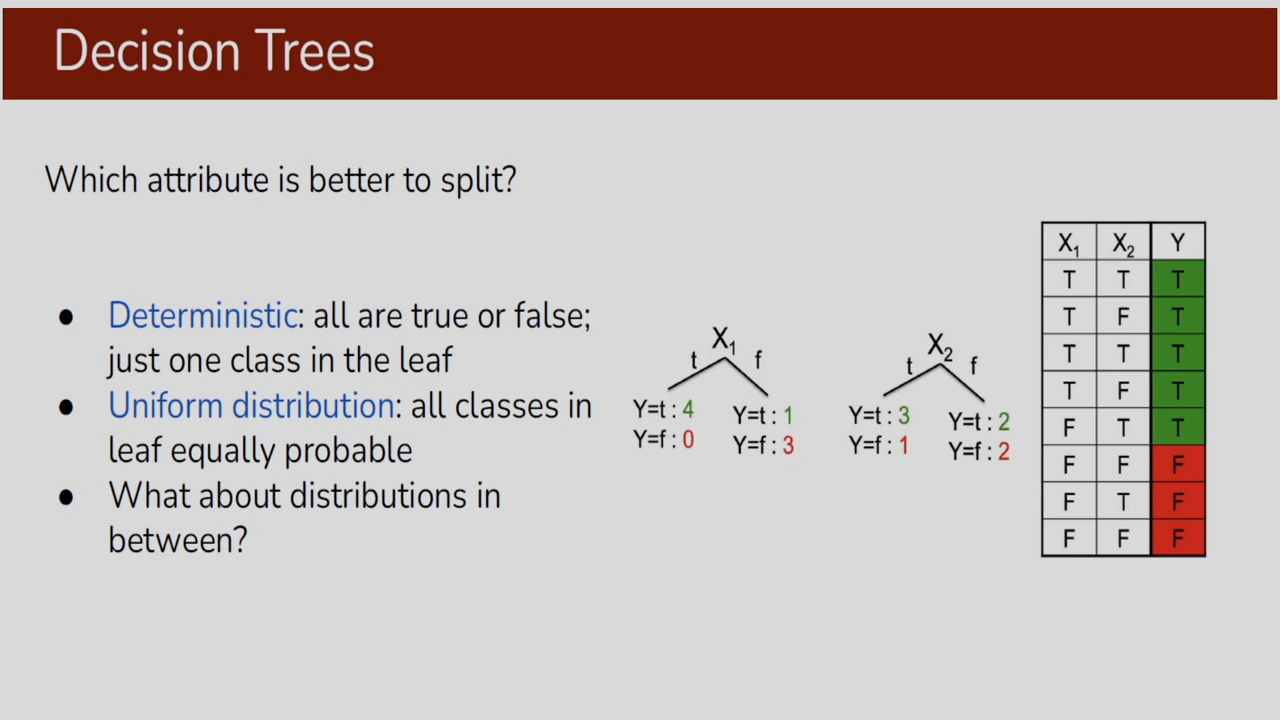 Decision Trees
Which attribute is better to split?
● Deterministic: all are true or false;
just one class in the leaf
● Uniform distribution: all classes in
leaf equally probable
● What about distributions in
between?
X₁
t f
Y=t : 4 Y=t : 1
Y=f : 0 Y=f : 3
X₂
t f
Y=t : 3 Y=t : 2
Y=f : 1 Y=f : 2
X₁ X₂ Y
T T T
T F T
T T T
T F T
F T T
F F F
F T F
F F F